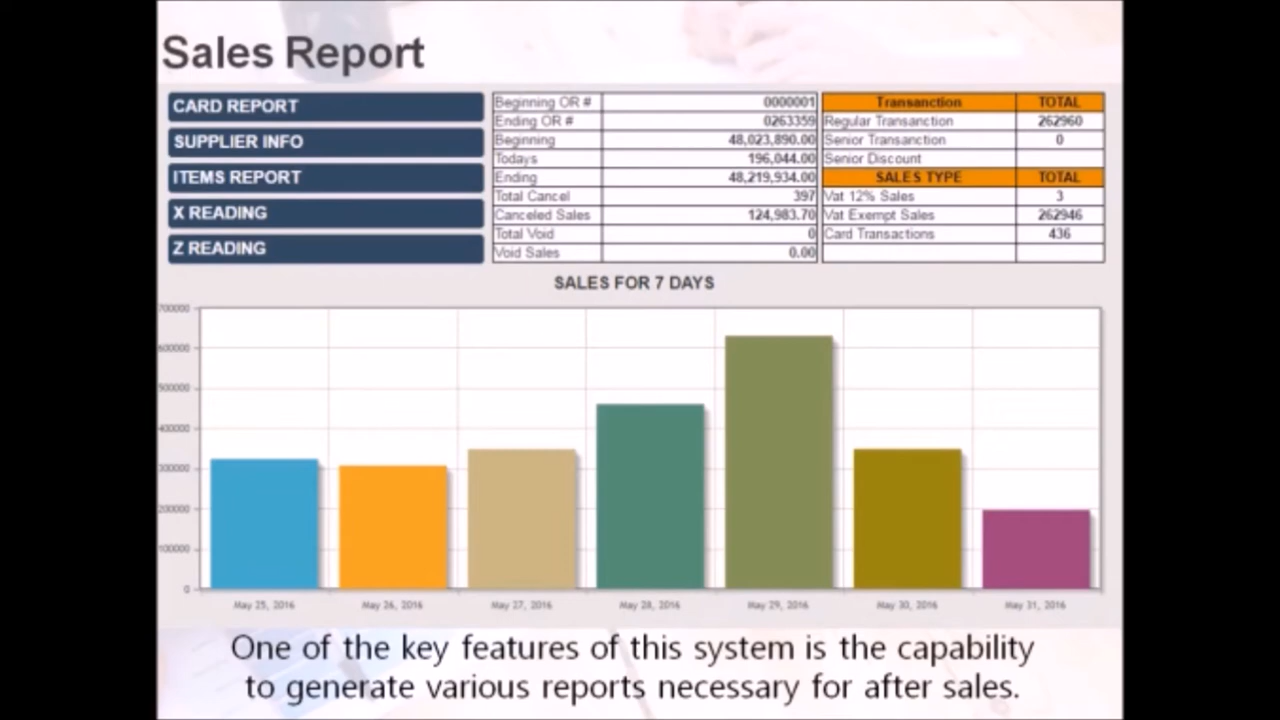 Sales Report
CARD REPORT
SUPPLIER INFO
ITEMS REPORT
X READING
Z READING
Beginning OR # 0000001
Ending OR # 0263359
Beginning 48,023,890.00
Todays 196,044.00
Ending 48,219,934.00
Total Cancel 397
Canceled Sales 124,983.70
Total Void 0
Void Sales 0.00
Transanction TOTAL
Regular Transanction 262960
Senior Transanction 0
Senior Discount
SALES TYPE TOTAL
Vat 12% Sales 3
Vat Exempt Sales 262946
Card Transactions 436
SALES FOR 7 DAYS
700000
600000
500000
400000
300000
200000
100000
0
May 25, 2016 May 26, 2016 May 27, 2016 May 28, 2016 May 29, 2016 May 30, 2016 May 31, 2016
One of the key features of this system is the capability
to generate various reports necessary for after sales.